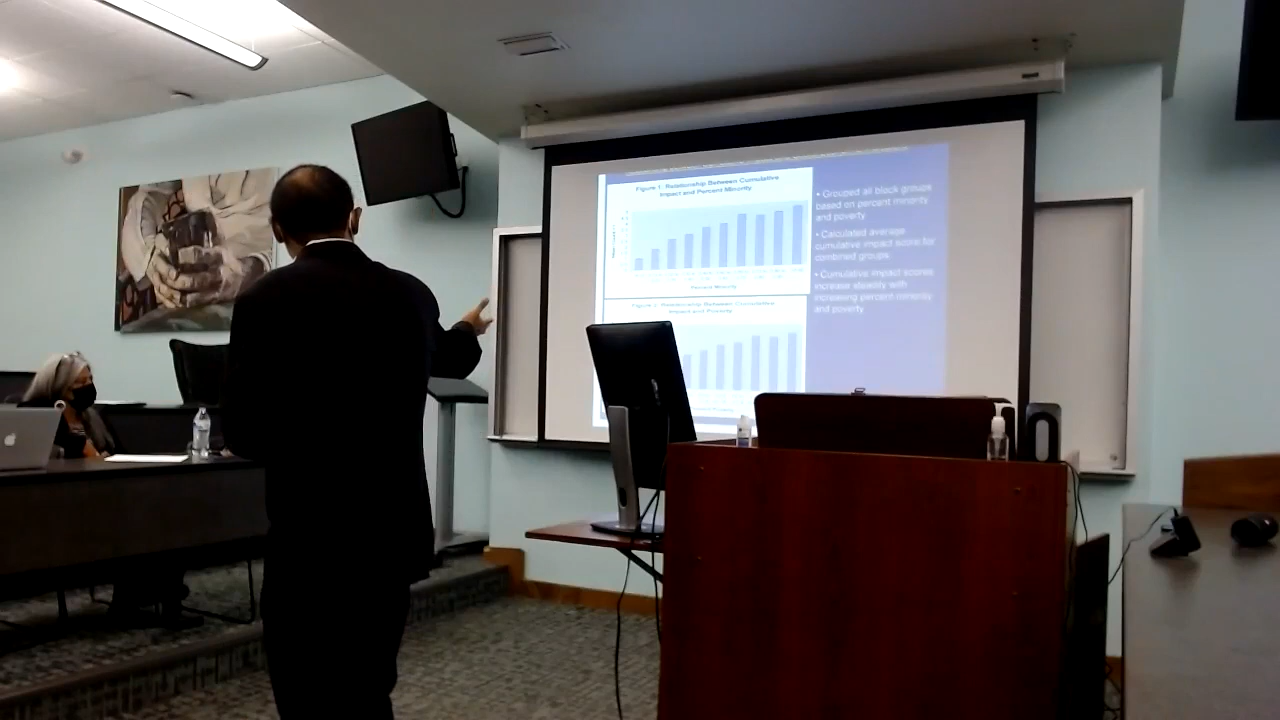 Figure 1. Relationship Between Cumulative
Impact and Percent Minority
Percent Minority
Figure 2. Relationship Between Cumulative
Impact and Poverty
Percent Poverty
• Grouped all block groups
based on percent minority
and poverty
• Calculated average
cumulative impact score for
combined groups
• Cumulative impact scores
increase steadily with
increasing percent minority
and poverty.